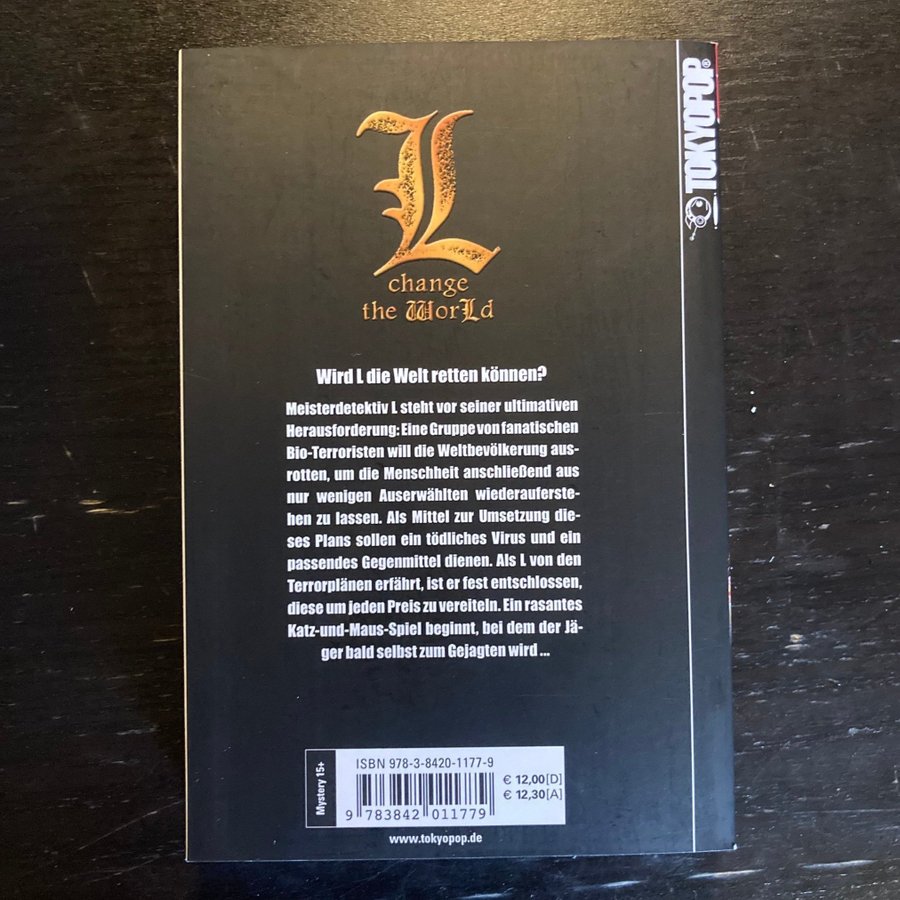 TOKYOPOP®
L
change
the WorLd
Wird L die Welt retten können?
Meisterdetektiv L steht vor seiner ultimativen
Herausforderung: Eine Gruppe von fanatischen
Bio-Terroristen will die Weltbevölkerung aus-
rotten, um die Menschheit anschließend aus
nur wenigen Auserwählten wiederauferste-
hen zu lassen. Als Mittel zur Umsetzung die-
ses Plans sollen ein tödliches Virus und ein
passendes Gegenmittel dienen. Als L von den
Terrorplänen erfährt, ist er fest entschlossen,
diese um jeden Preis zu vereiteln. Ein rasantes
Katz-und-Maus-Spiel beginnt, bei dem der Jä-
ger bald selbst zum Gejagten wird ...
Mystery 15+
ISBN 978-3-8420-1177-9
€ 12,00[D]
€ 12,30[A]
9 783842 011779
www.tokyopop.de